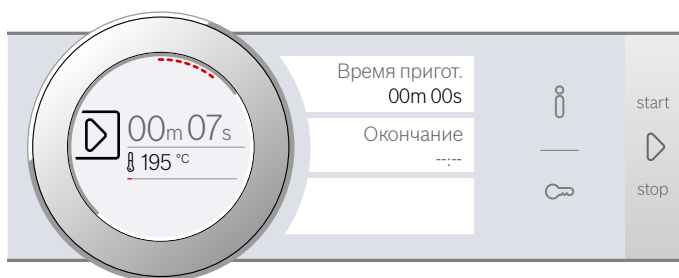 00m 07s
195 °C
Время пригот.
00m 00s
Окончание
--:--
start
stop